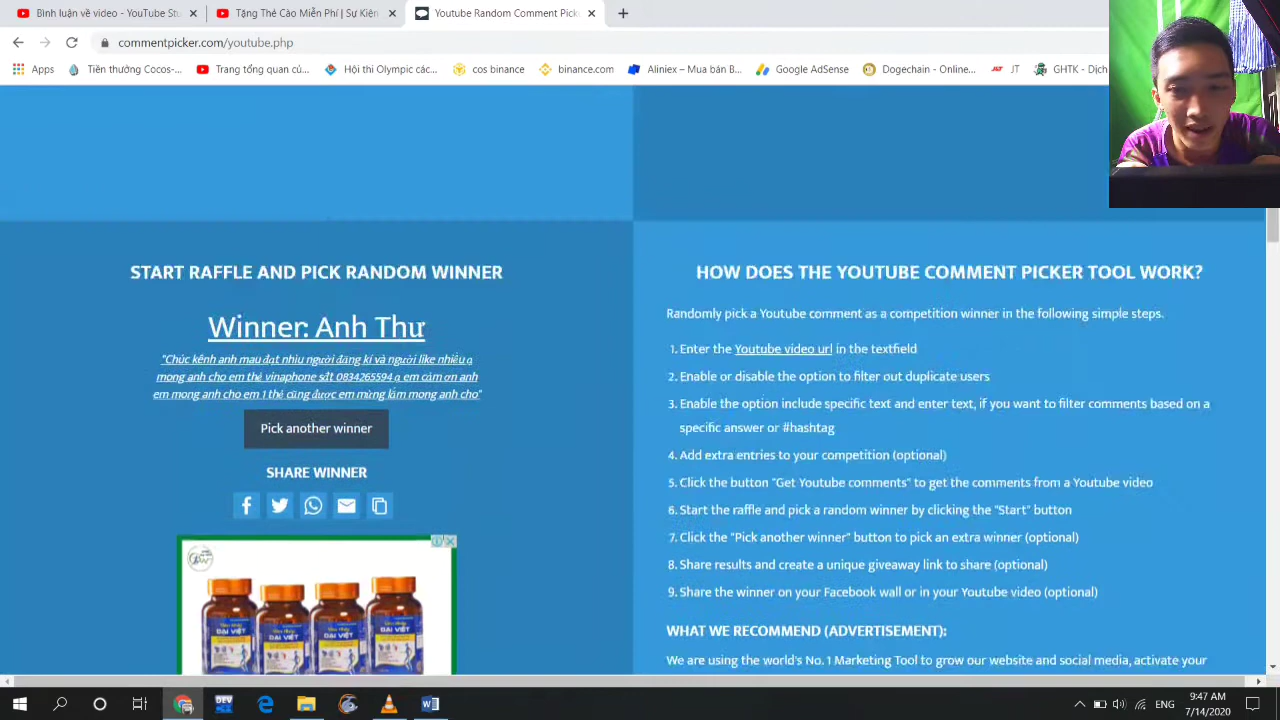 Bình luận về video - YouTube Stu
Tặng Thẻ Cào Miễn Phí | Sự Kiện
Youtube Random Comment Picke
commentpicker.com/youtube.php
Apps
Tiền thưởng Cocos-...
Trang tổng quan củ...
Hội thi Olympic các...
cos binance
binance.com
Aliniex – Mua bán B...
Google AdSense
Dogechain - Online...
JT
GHTK - Dịch
START RAFFLE AND PICK RANDOM WINNER
Winner: Anh Thư
"Chúc kênh anh mau đạt nhìu người đăng kí và người like nhiều ạ
mong anh cho em thẻ vinaphone sđt 0834265594 ạ em cảm ơn anh
em mong anh cho em 1 thẻ cũng được em mừng lắm mong anh cho"
Pick another winner
SHARE WINNER
ĐẠI VIỆT
ĐẠI VIỆT
ĐẠI VIỆT
ĐẠI VIỆT
HOW DOES THE YOUTUBE COMMENT PICKER TOOL WORK?
Randomly pick a Youtube comment as a competition winner in the following simple steps.
1. Enter the Youtube video url in the textfield
2. Enable or disable the option to filter out duplicate users
3. Enable the option include specific text and enter text, if you want to filter comments based on a
specific answer or #hashtag
4. Add extra entries to your competition (optional)
5. Click the button "Get Youtube comments" to get the comments from a Youtube video
6. Start the raffle and pick a random winner by clicking the "Start" button
7. Click the "Pick another winner" button to pick an extra winner (optional)
8. Share results and create a unique giveaway link to share (optional)
9. Share the winner on your Facebook wall or in your Youtube video (optional)
WHAT WE RECOMMEND (ADVERTISEMENT):
We are using the world's No. 1 Marketing Tool to grow our website and social media, activate your
DEV
ENG
9:47 AM
7/14/2020